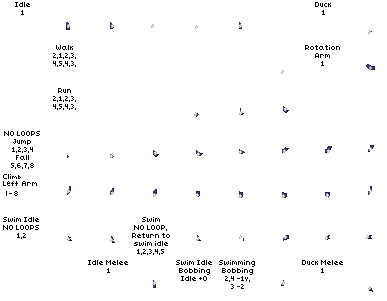 Idle
1
Duck
1
Walk
2,1,2,3,
4,5,4,3,
Rotation
Arm
1
Run
2,1,2,3,
4,5,4,3,
NO LOOPS
Jump
1,2,3,4
Fall
5,6,7,8
Climb
Left Arm
1-8
Swim Idle
NO LOOPS
1,2
Swim
NO LOOP,
Return to
swim idle
1,2,3,4,5
Idle Melee
1
Swim Idle
Bobbing
Idle +0
Swimming
Bobbing
2,4 -1v,
3 -2
Duck Melee
1